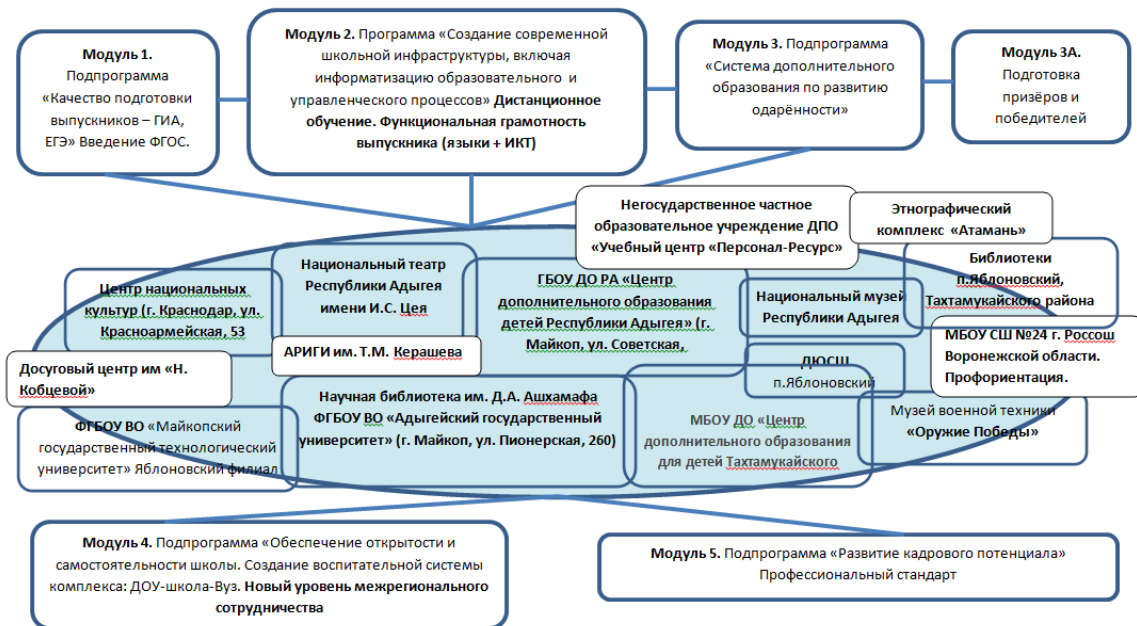 Модуль 1.
Подпрограмма
«Качество подготовки
выпускников – ГИА,
ЕГЭ» Введение ФГОС.
Модуль 2. Программа «Создание современной
школьной инфраструктуры, включая
информатизацию образовательного и
управленческого процессов» Дистанционное
обучение. Функциональная грамотность
выпускника (языки + ИКТ)
Модуль 3. Подпрограмма
«Система дополнительного
образования по развитию
одарённости»
Модуль 3А.
Подготовка
призёров и
победителей
Негосударственное частное
образовательное учреждение ДПО
«Учебный центр «Персонал-Ресурс»
Этнографический
комплекс «Атамань»
Центр национальных
культур (г. Краснодар, ул.
Красноармейская, 53
Национальный театр
Республики Адыгея
имени И.С. Цея
ГБОУ ДО РА «Центр
дополнительного образования
детей Республики Адыгея» (г.
Майкоп, ул. Советская,
Национальный музей
Республики Адыгея
Библиотеки
п.Яблоновский,
Тахтамукайского района
Досуговый центр им «Н.
Кобцевой»
АРИГИ им. Т.М. Керашева
ДЮСШ
п.Яблоновский
МБОУ СШ №24 г. Россош
Воронежской области.
Профориентация.
ФГБОУ ВО «Майкопский
государственный технологический
университет» Яблоновский филиал
Научная библиотека им. Д.А. Ашхамафа
ФГБОУ ВО «Адыгейский государственный
университет» (г. Майкоп, ул. Пионерская, 260)
МБОУ ДО «Центр
дополнительного образования
для детей Тахтамукайского
Музей военной техники
«Оружие Победы»
Модуль 4. Подпрограмма «Обеспечение открытости и
самостоятельности школы. Создание воспитательной системы
комплекса: ДОУ-школа-Вуз. Новый уровень межрегионального
сотрудничества
Модуль 5. Подпрограмма «Развитие кадрового потенциала»
Профессиональный стандарт